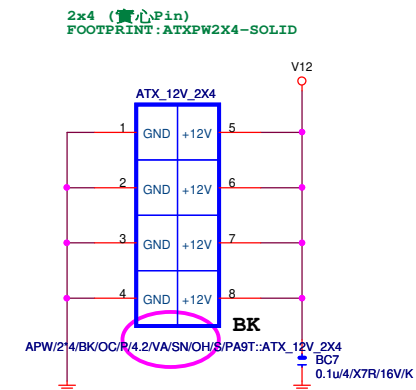 2x4 (實心Pin)
FOOTPRINT:ATXPW2X4-SOLID
V12
ATX_12V_2X4
1 GND +12V 5
2 GND +12V 6
3 GND +12V 7
4 GND +12V 8
BK
APW/2*4/BK/OC/P/4.2/VA/SN/OH/S/PA9T::ATX_12V_2X4
BC7
0.1u/4/X7R/16V/K